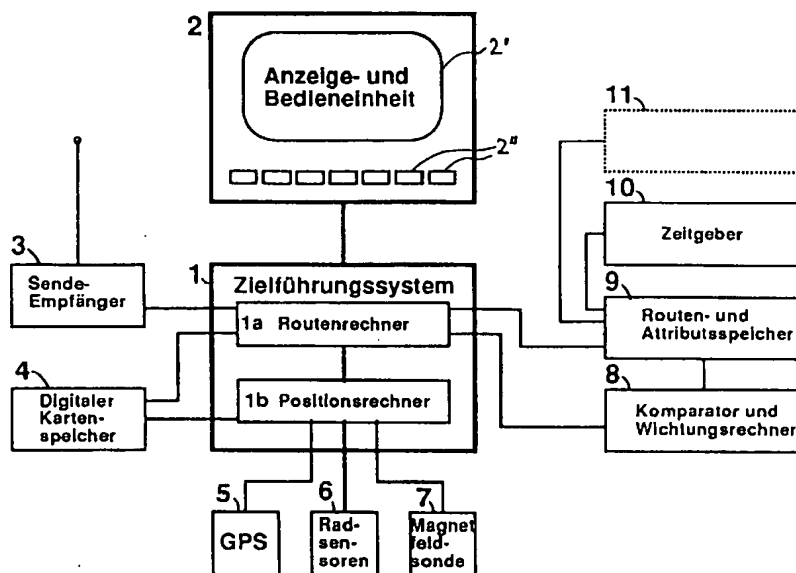 2
Anzeige- und
Bedieneinheit
2'
2"
11
10
Zeitgeber
3
Sende-
Empfänger
1
Zielführungssystem
1a Routenrechner
9
Routen- und
Attributsspeicher
4
Digitaler
Karten-
speicher
1b Positionsrechner
8
Komparator und
Wichtungsrechner
5
GPS
6
Rad-
sen-
soren
7
Magnet
feld-
sonde